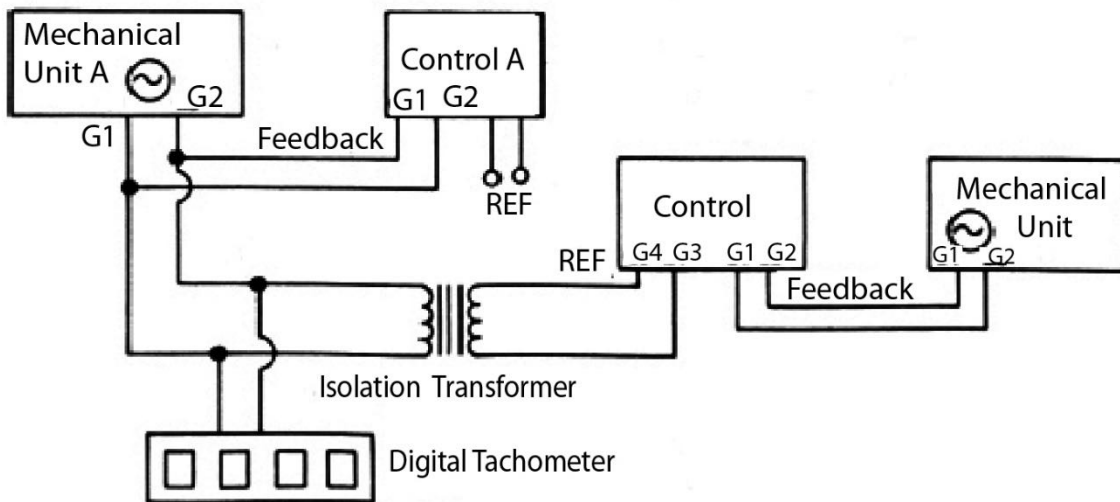 Mechanical
Unit A
G2
G1
Control A
G1 G2
Feedback
REF
Control
REF
G4 G3 G1 G2
Mechanical
Unit
G1 G2
Feedback
Isolation Transformer
Digital Tachometer